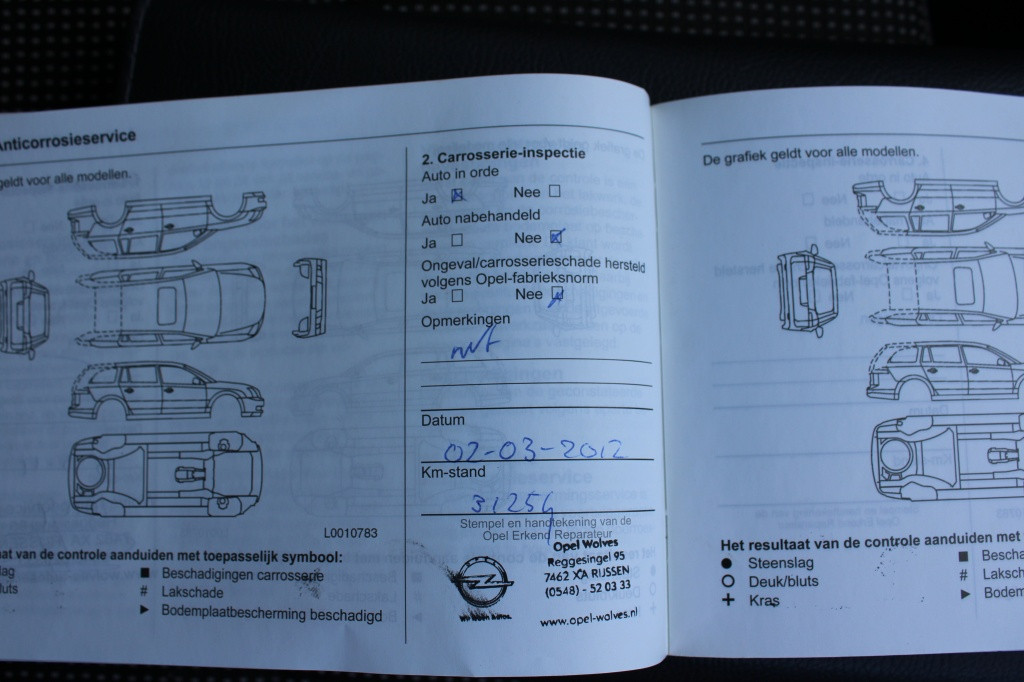 Anticorrosieservice
geldt voor alle modellen.
L0010783
aat van de controle aanduiden met toepasselijk symbool:
ag
luts
■ Beschadigingen carrosserie
# Lakschade
► Bodemplaatbescherming beschadigd
2. Carrosserie-inspectie
Auto in orde
Ja Nee
Auto nabehandeld
Ja Nee
Ongeval/carrosserieschade hersteld
volgens Opel-fabrieksnorm
Ja Nee
Opmerkingen
Datum
02-03-2012
Km-stand
31254
Stempel en handtekening van de
Opel Erkend Reparateur
Opel Wolves
Reggesingel 95
7462 XA RIJSSEN
(0548) - 52 03 33
www.opel-wolves.nl
De grafiek geldt voor alle modellen.
Het resultaat van de controle aanduiden met
● Steenslag
○ Deuk/bluts
+ Kras
■ Bescha
# Laksch
► Bodem